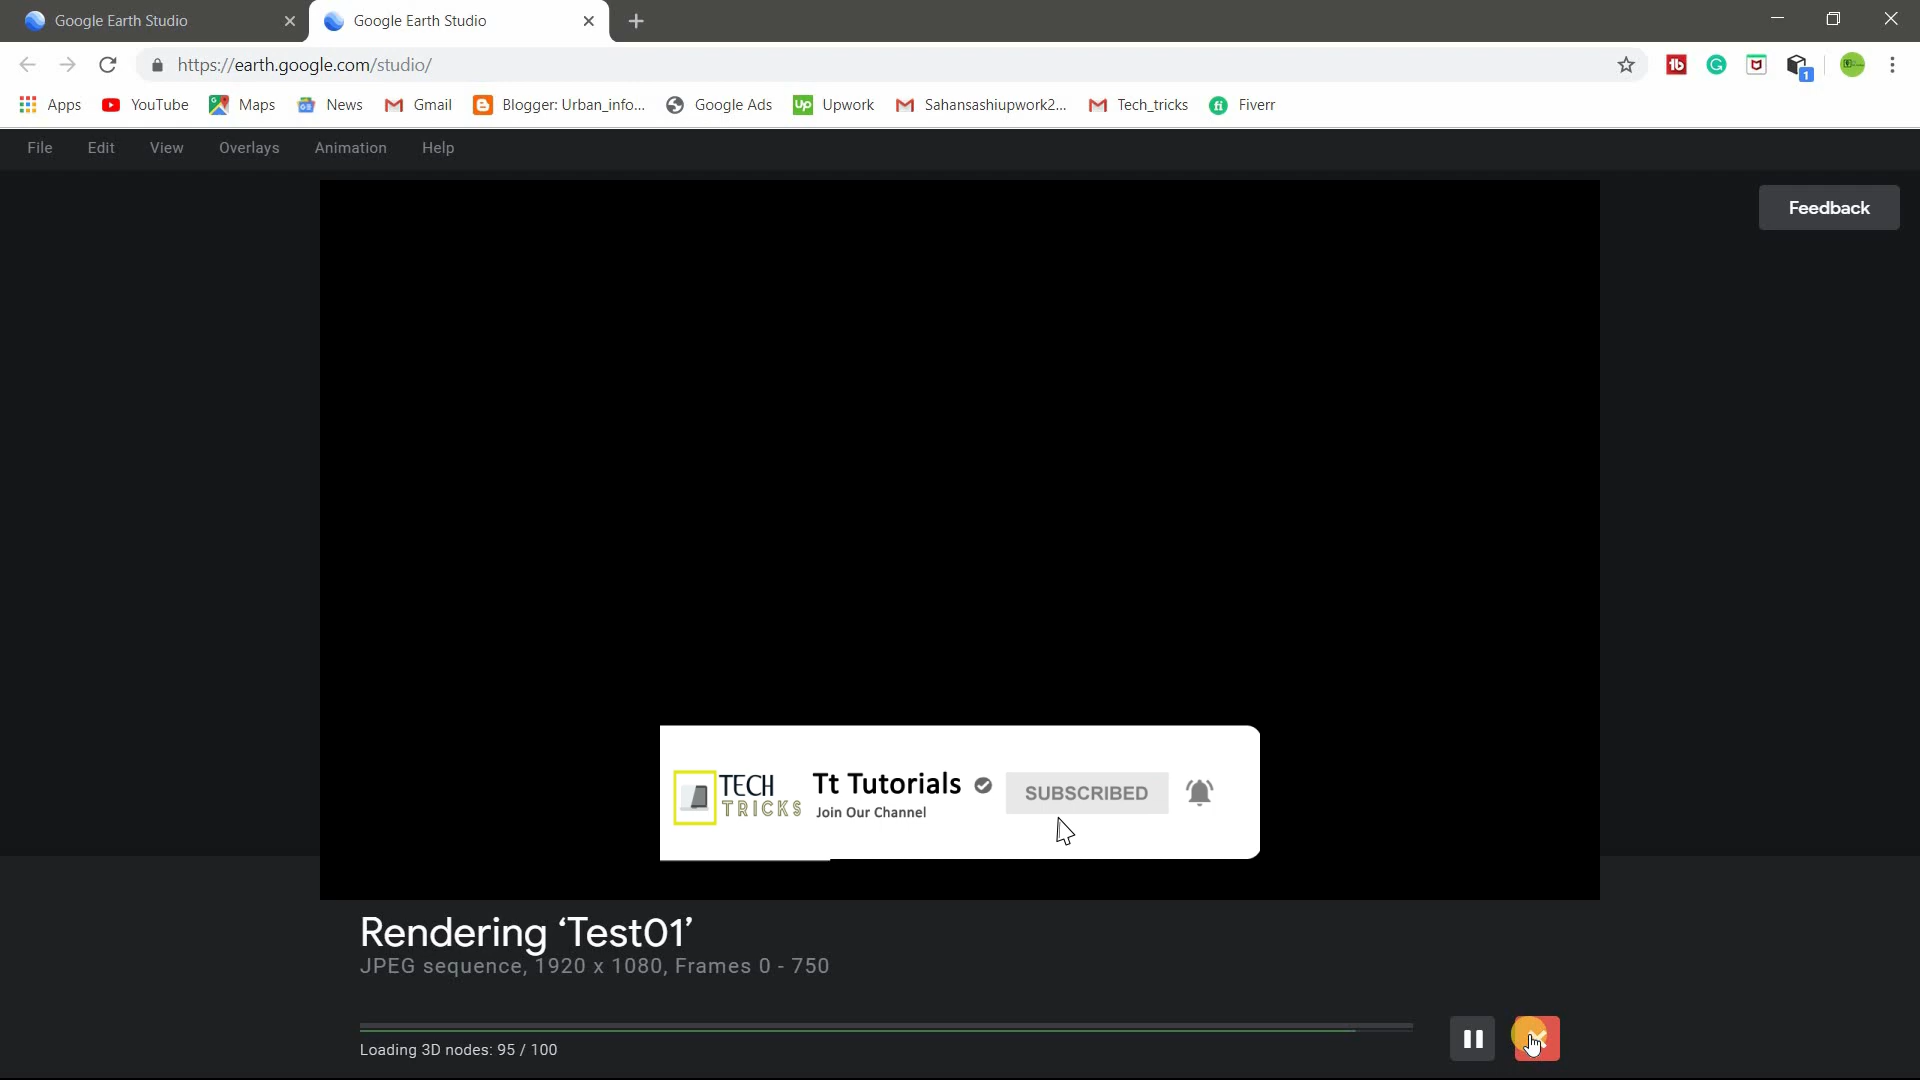 Google Earth Studio
Google Earth Studio
https://earth.google.com/studio/
1
Apps YouTube Maps News Gmail Blogger: Urban_info... Google Ads Upwork Sahansashiupwork2... Tech_tricks Fiverr
File Edit View Overlays Animation Help
Feedback
TECH
TRICKS
Tt Tutorials
Join Our Channel
SUBSCRIBED
Rendering ‘Test01’
JPEG sequence, 1920 x 1080, Frames 0 - 750
Loading 3D nodes: 95 / 100